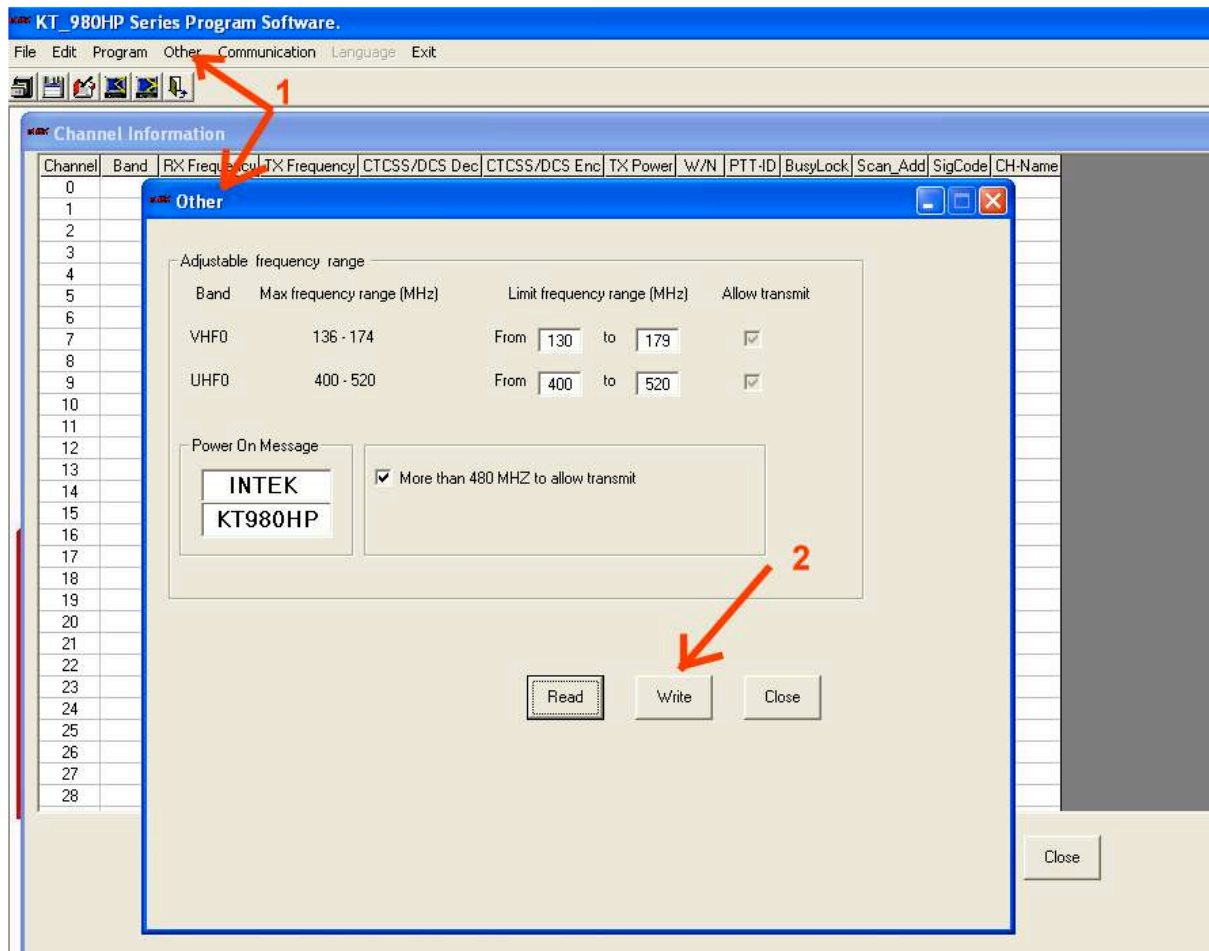 KT_980HP Series Program Software.
File Edit Program Other Communication Language Exit
1
Channel Information
Channel Band RX Frequency TX Frequency CTCSS/DCS Dec CTCSS/DCS Enc TX Power W/N PTT-ID BusyLock Scan_Add SigCode CH-Name
0
1
2
3
4
5
6
7
8
9
10
11
12
13
14
15
16
17
18
19
20
21
22
23
24
25
26
27
28
Other
Adjustable frequency range
Band Max frequency range (MHz) Limit frequency range (MHz) Allow transmit
VHF0 136 - 174 From 130 to 179
UHF0 400 - 520 From 400 to 520
Power On Message
INTEK
KT980HP
More than 480 MHZ to allow transmit
2
Read Write Close
Close